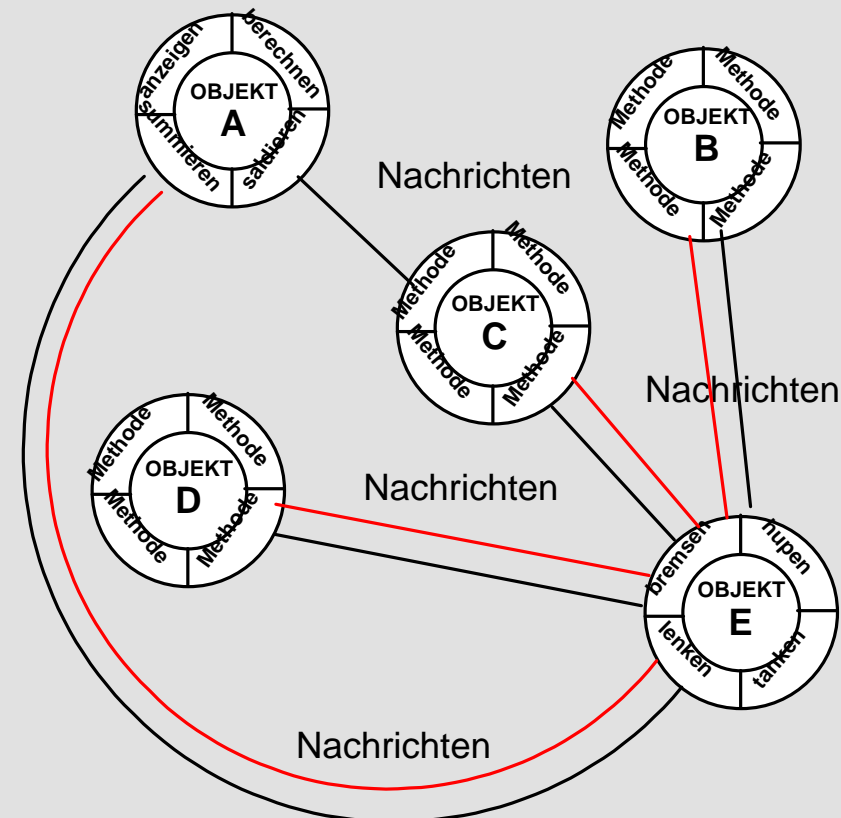 anzeigen
berechnen
summieren
saldieren
OBJEKT
A
Methode
Methode
Methode
Methode
OBJEKT
B
Nachrichten
Methode
Methode
Methode
Methode
OBJEKT
C
Nachrichten
Methode
Methode
Methode
Methode
OBJEKT
D
Nachrichten
bremsen
hupen
lenken
tanken
OBJEKT
E
Nachrichten